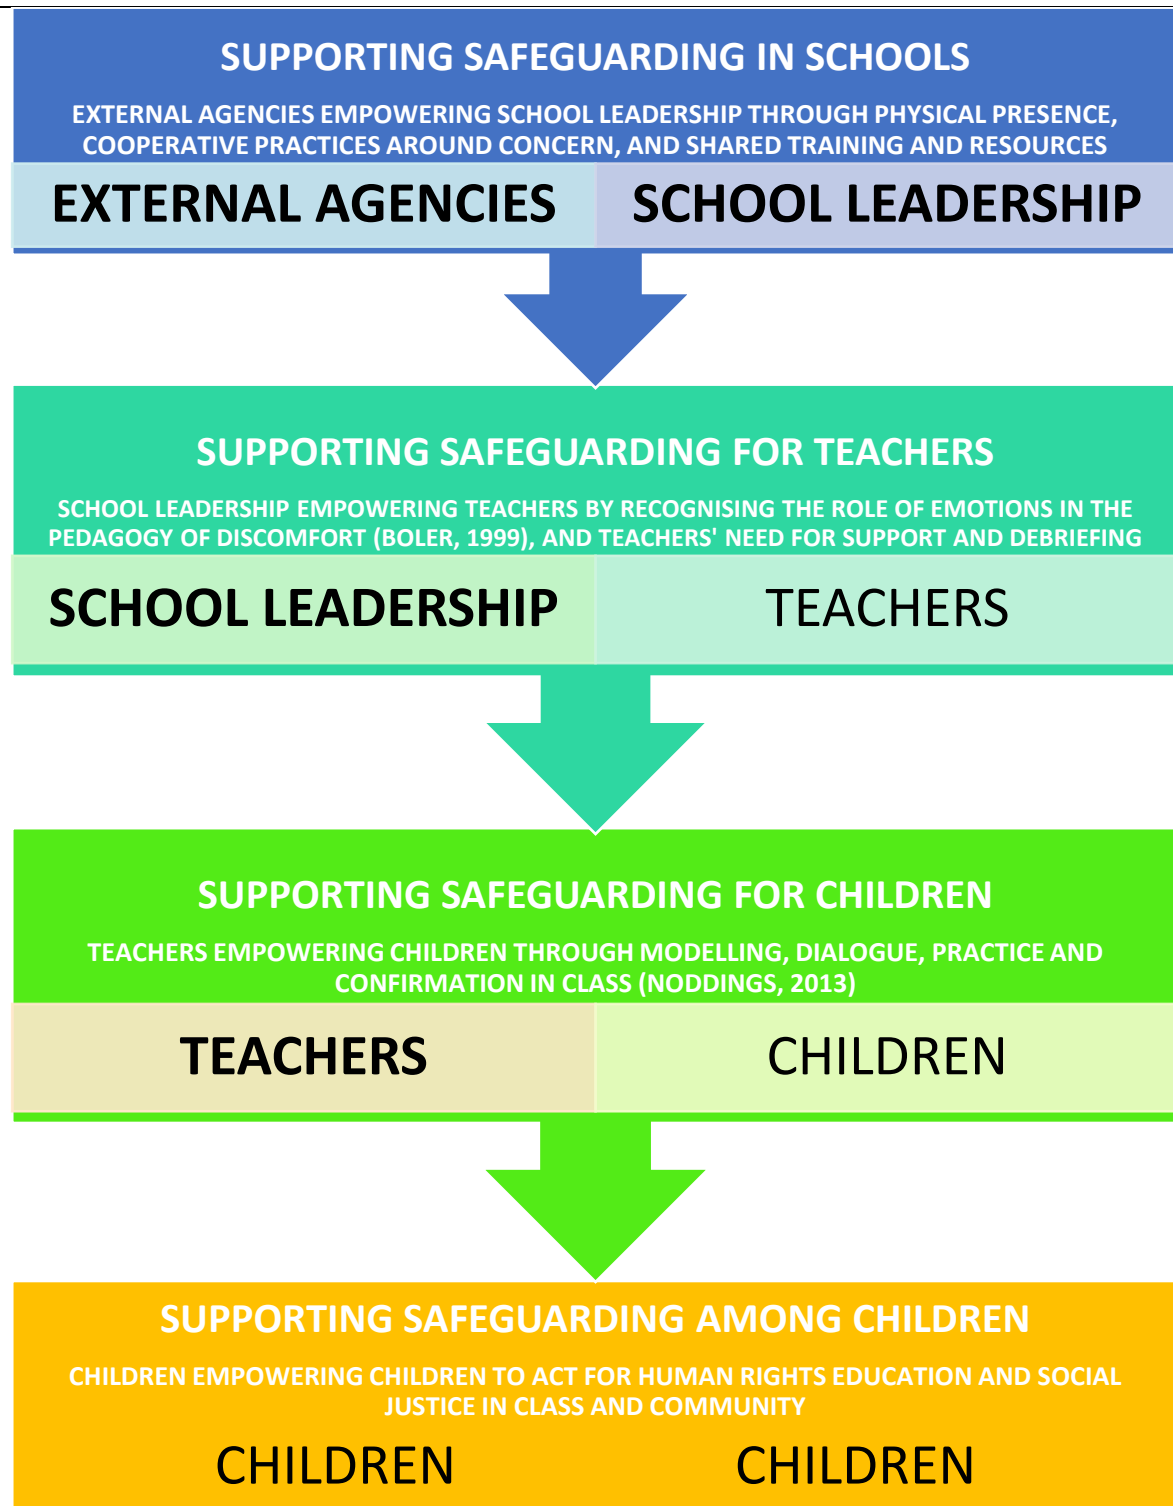 SUPPORTING SAFEGUARDING IN SCHOOLS
EXTERNAL AGENCIES EMPOWERING SCHOOL LEADERSHIP THROUGH PHYSICAL PRESENCE,
COOPERATIVE PRACTICES AROUND CONCERN, AND SHARED TRAINING AND RESOURCES
EXTERNAL AGENCIES SCHOOL LEADERSHIP
SUPPORTING SAFEGUARDING FOR TEACHERS
SCHOOL LEADERSHIP EMPOWERING TEACHERS BY RECOGNISING THE ROLE OF EMOTIONS IN THE
PEDAGOGY OF DISCOMFORT (BOLER, 1999), AND TEACHERS' NEED FOR SUPPORT AND DEBRIEFING
SCHOOL LEADERSHIP TEACHERS
SUPPORTING SAFEGUARDING FOR CHILDREN
TEACHERS EMPOWERING CHILDREN THROUGH MODELLING, DIALOGUE, PRACTICE AND
CONFIRMATION IN CLASS (NODDINGS, 2013)
TEACHERS CHILDREN
SUPPORTING SAFEGUARDING AMONG CHILDREN
CHILDREN EMPOWERING CHILDREN TO ACT FOR HUMAN RIGHTS EDUCATION AND SOCIAL
JUSTICE IN CLASS AND COMMUNITY
CHILDREN CHILDREN